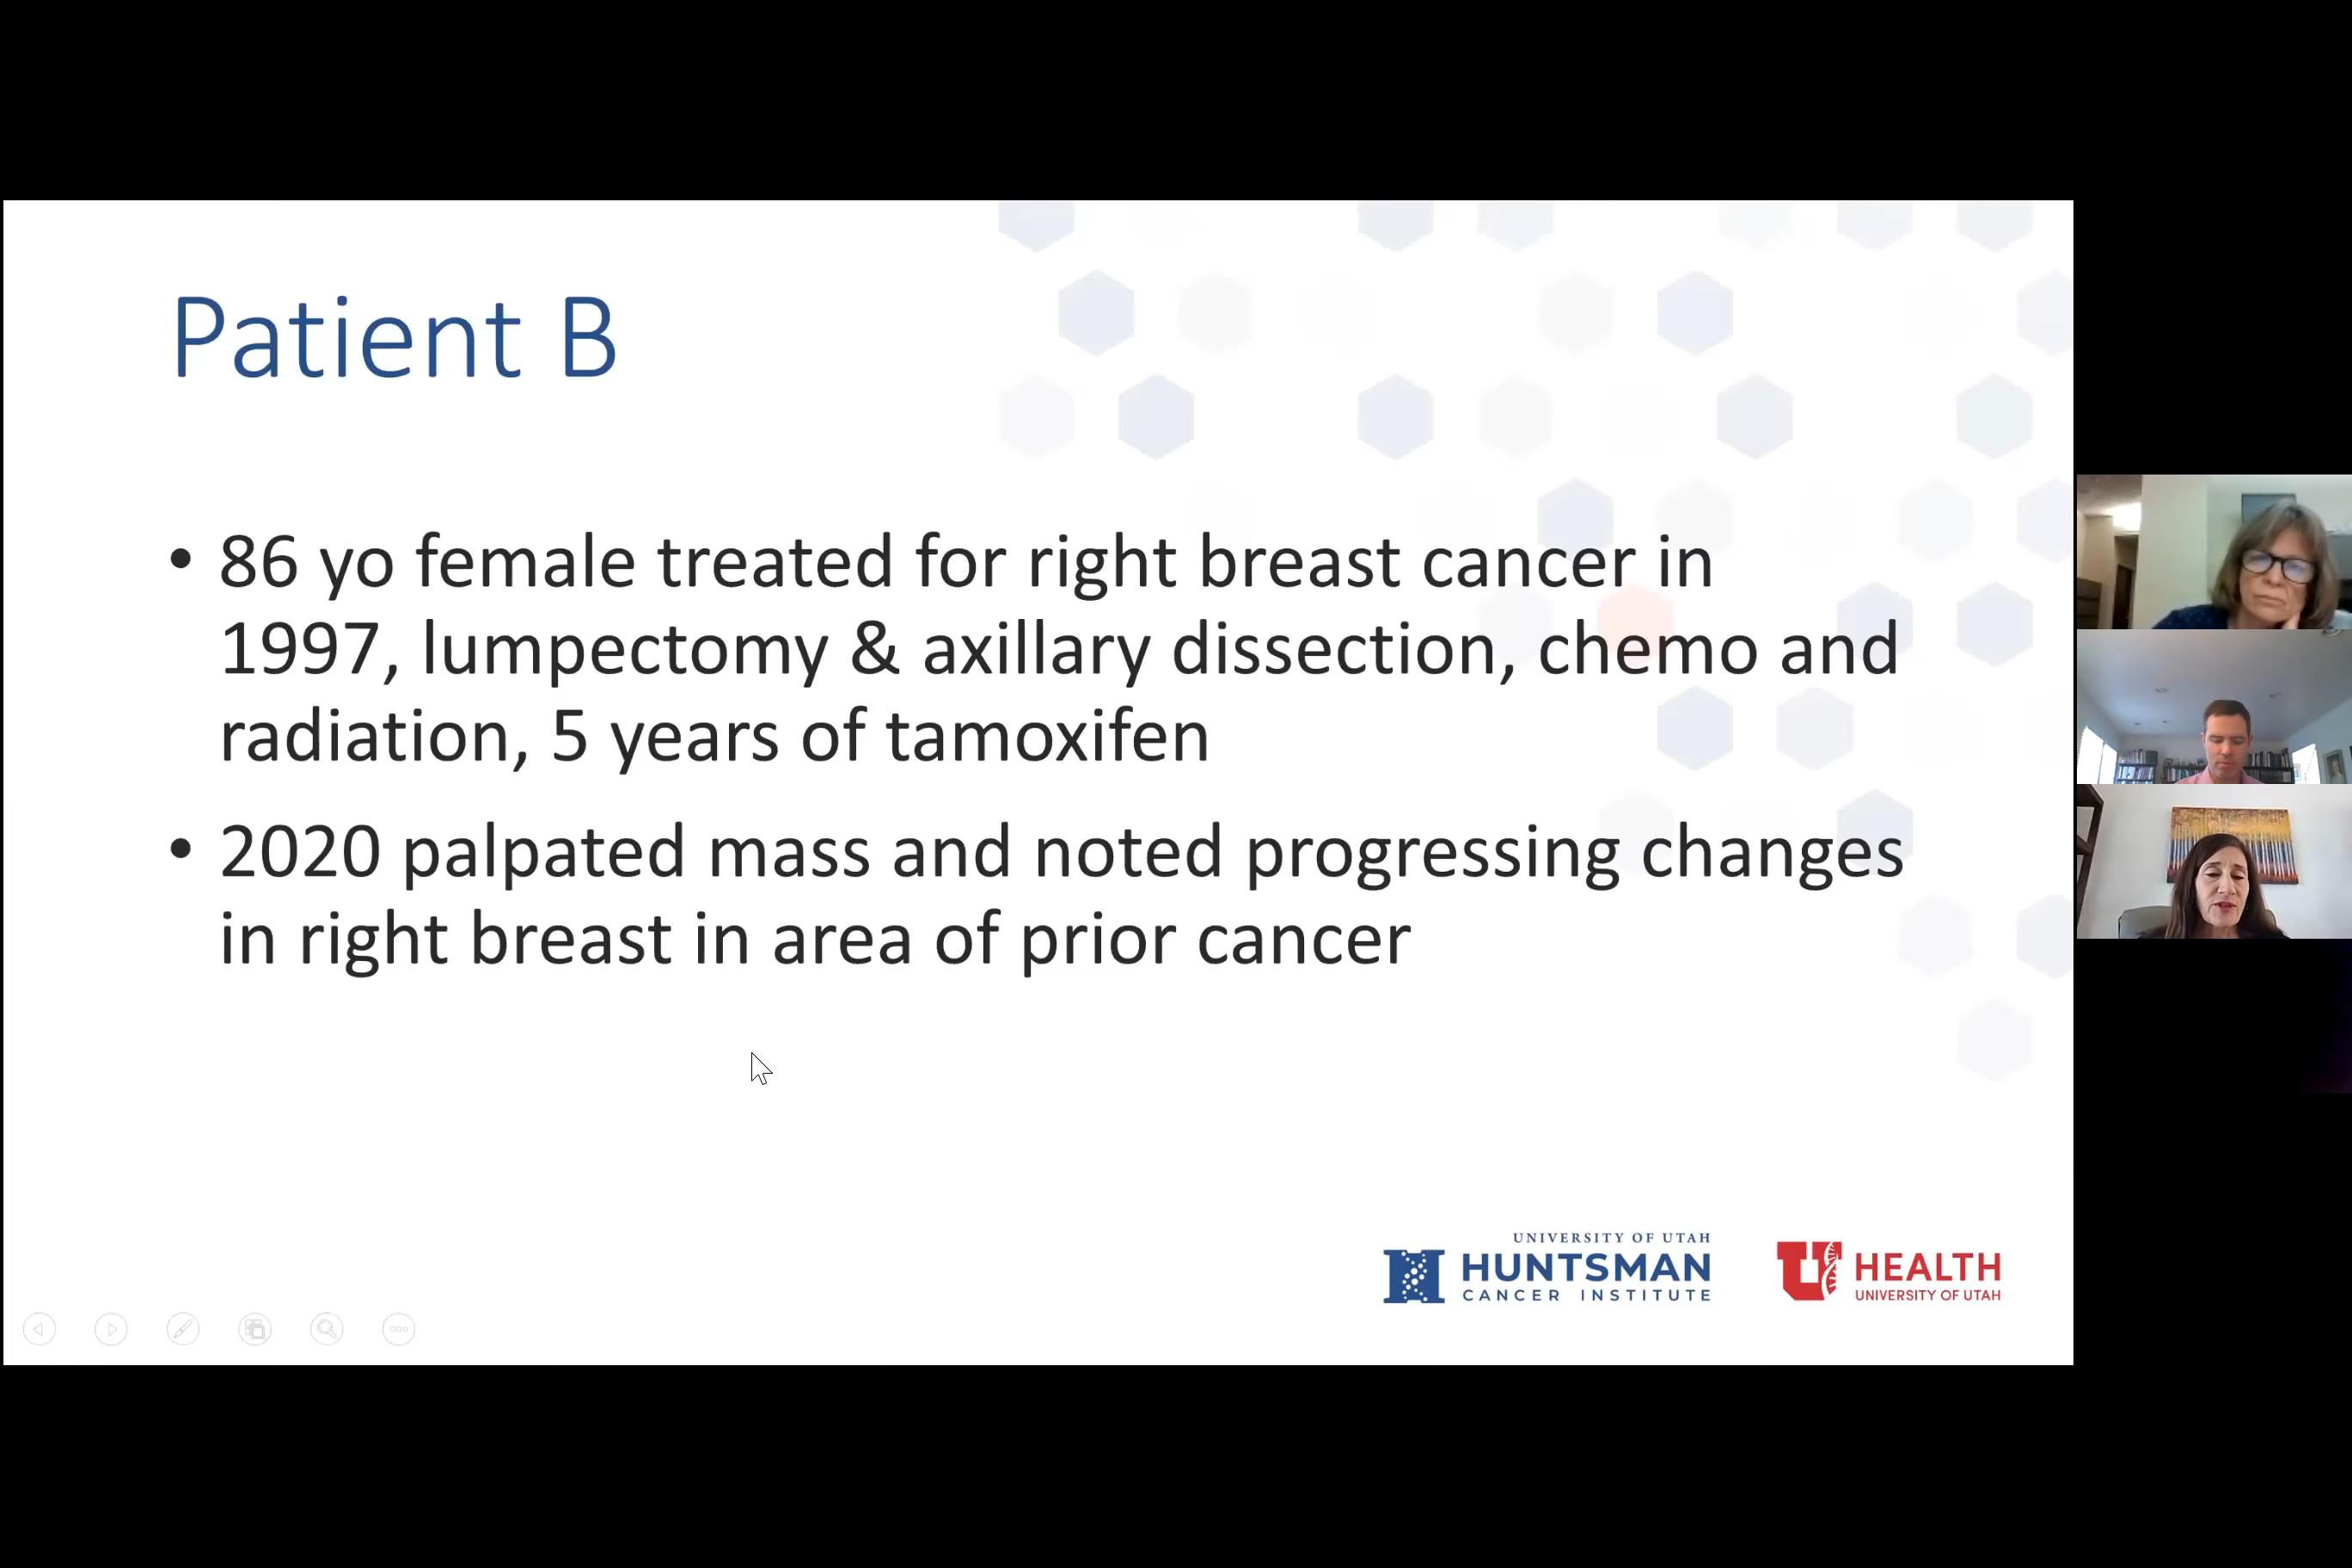 Patient B
• 86 yo female treated for right breast cancer in
1997, lumpectomy & axillary dissection, chemo and
radiation, 5 years of tamoxifen
• 2020 palpated mass and noted progressing changes
in right breast in area of prior cancer
UNIVERSITY OF UTAH
HUNTSMAN
CANCER INSTITUTE
U HEALTH
UNIVERSITY OF UTAH